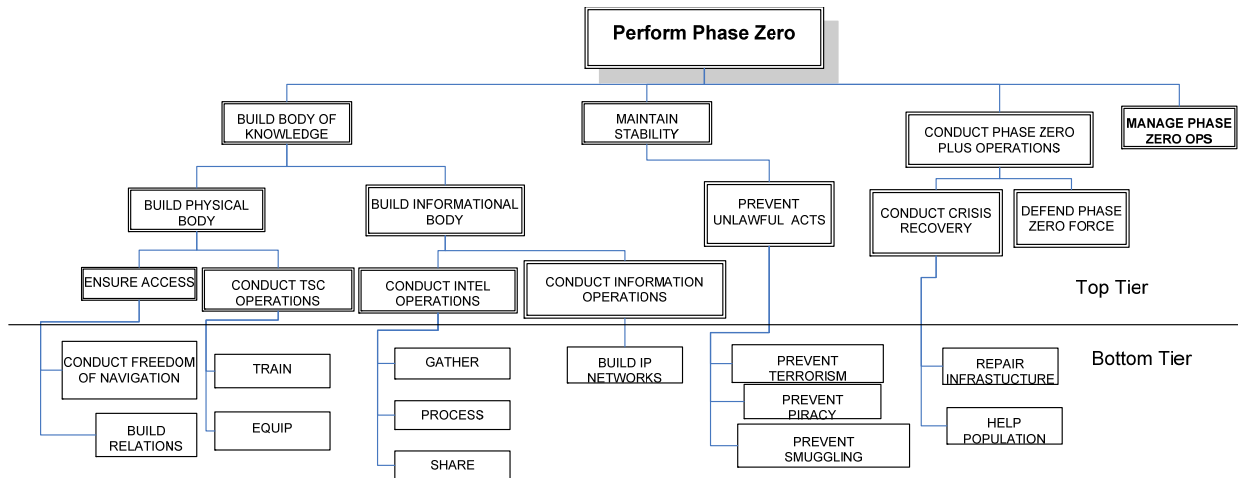 Perform Phase Zero
BUILD BODY OF
KNOWLEDGE
MAINTAIN
STABILITY
CONDUCT PHASE ZERO
PLUS OPERATIONS
MANAGE PHASE
ZERO OPS
BUILD PHYSICAL
BODY
BUILD INFORMATIONAL
BODY
PREVENT
UNLAWFUL ACTS
CONDUCT CRISIS
RECOVERY
DEFEND PHASE
ZERO FORCE
ENSURE ACCESS
CONDUCT TSC
OPERATIONS
CONDUCT INTEL
OPERATIONS
CONDUCT INFORMATION
OPERATIONS
Top Tier
Bottom Tier
CONDUCT FREEDOM
OF NAVIGATION
TRAIN
GATHER
BUILD IP
NETWORKS
PREVENT
TERRORISM
REPAIR
INFRASTUCTURE
BUILD
RELATIONS
EQUIP
PROCESS
PREVENT
PIRACY
HELP
POPULATION
SHARE
PREVENT
SMUGGLING